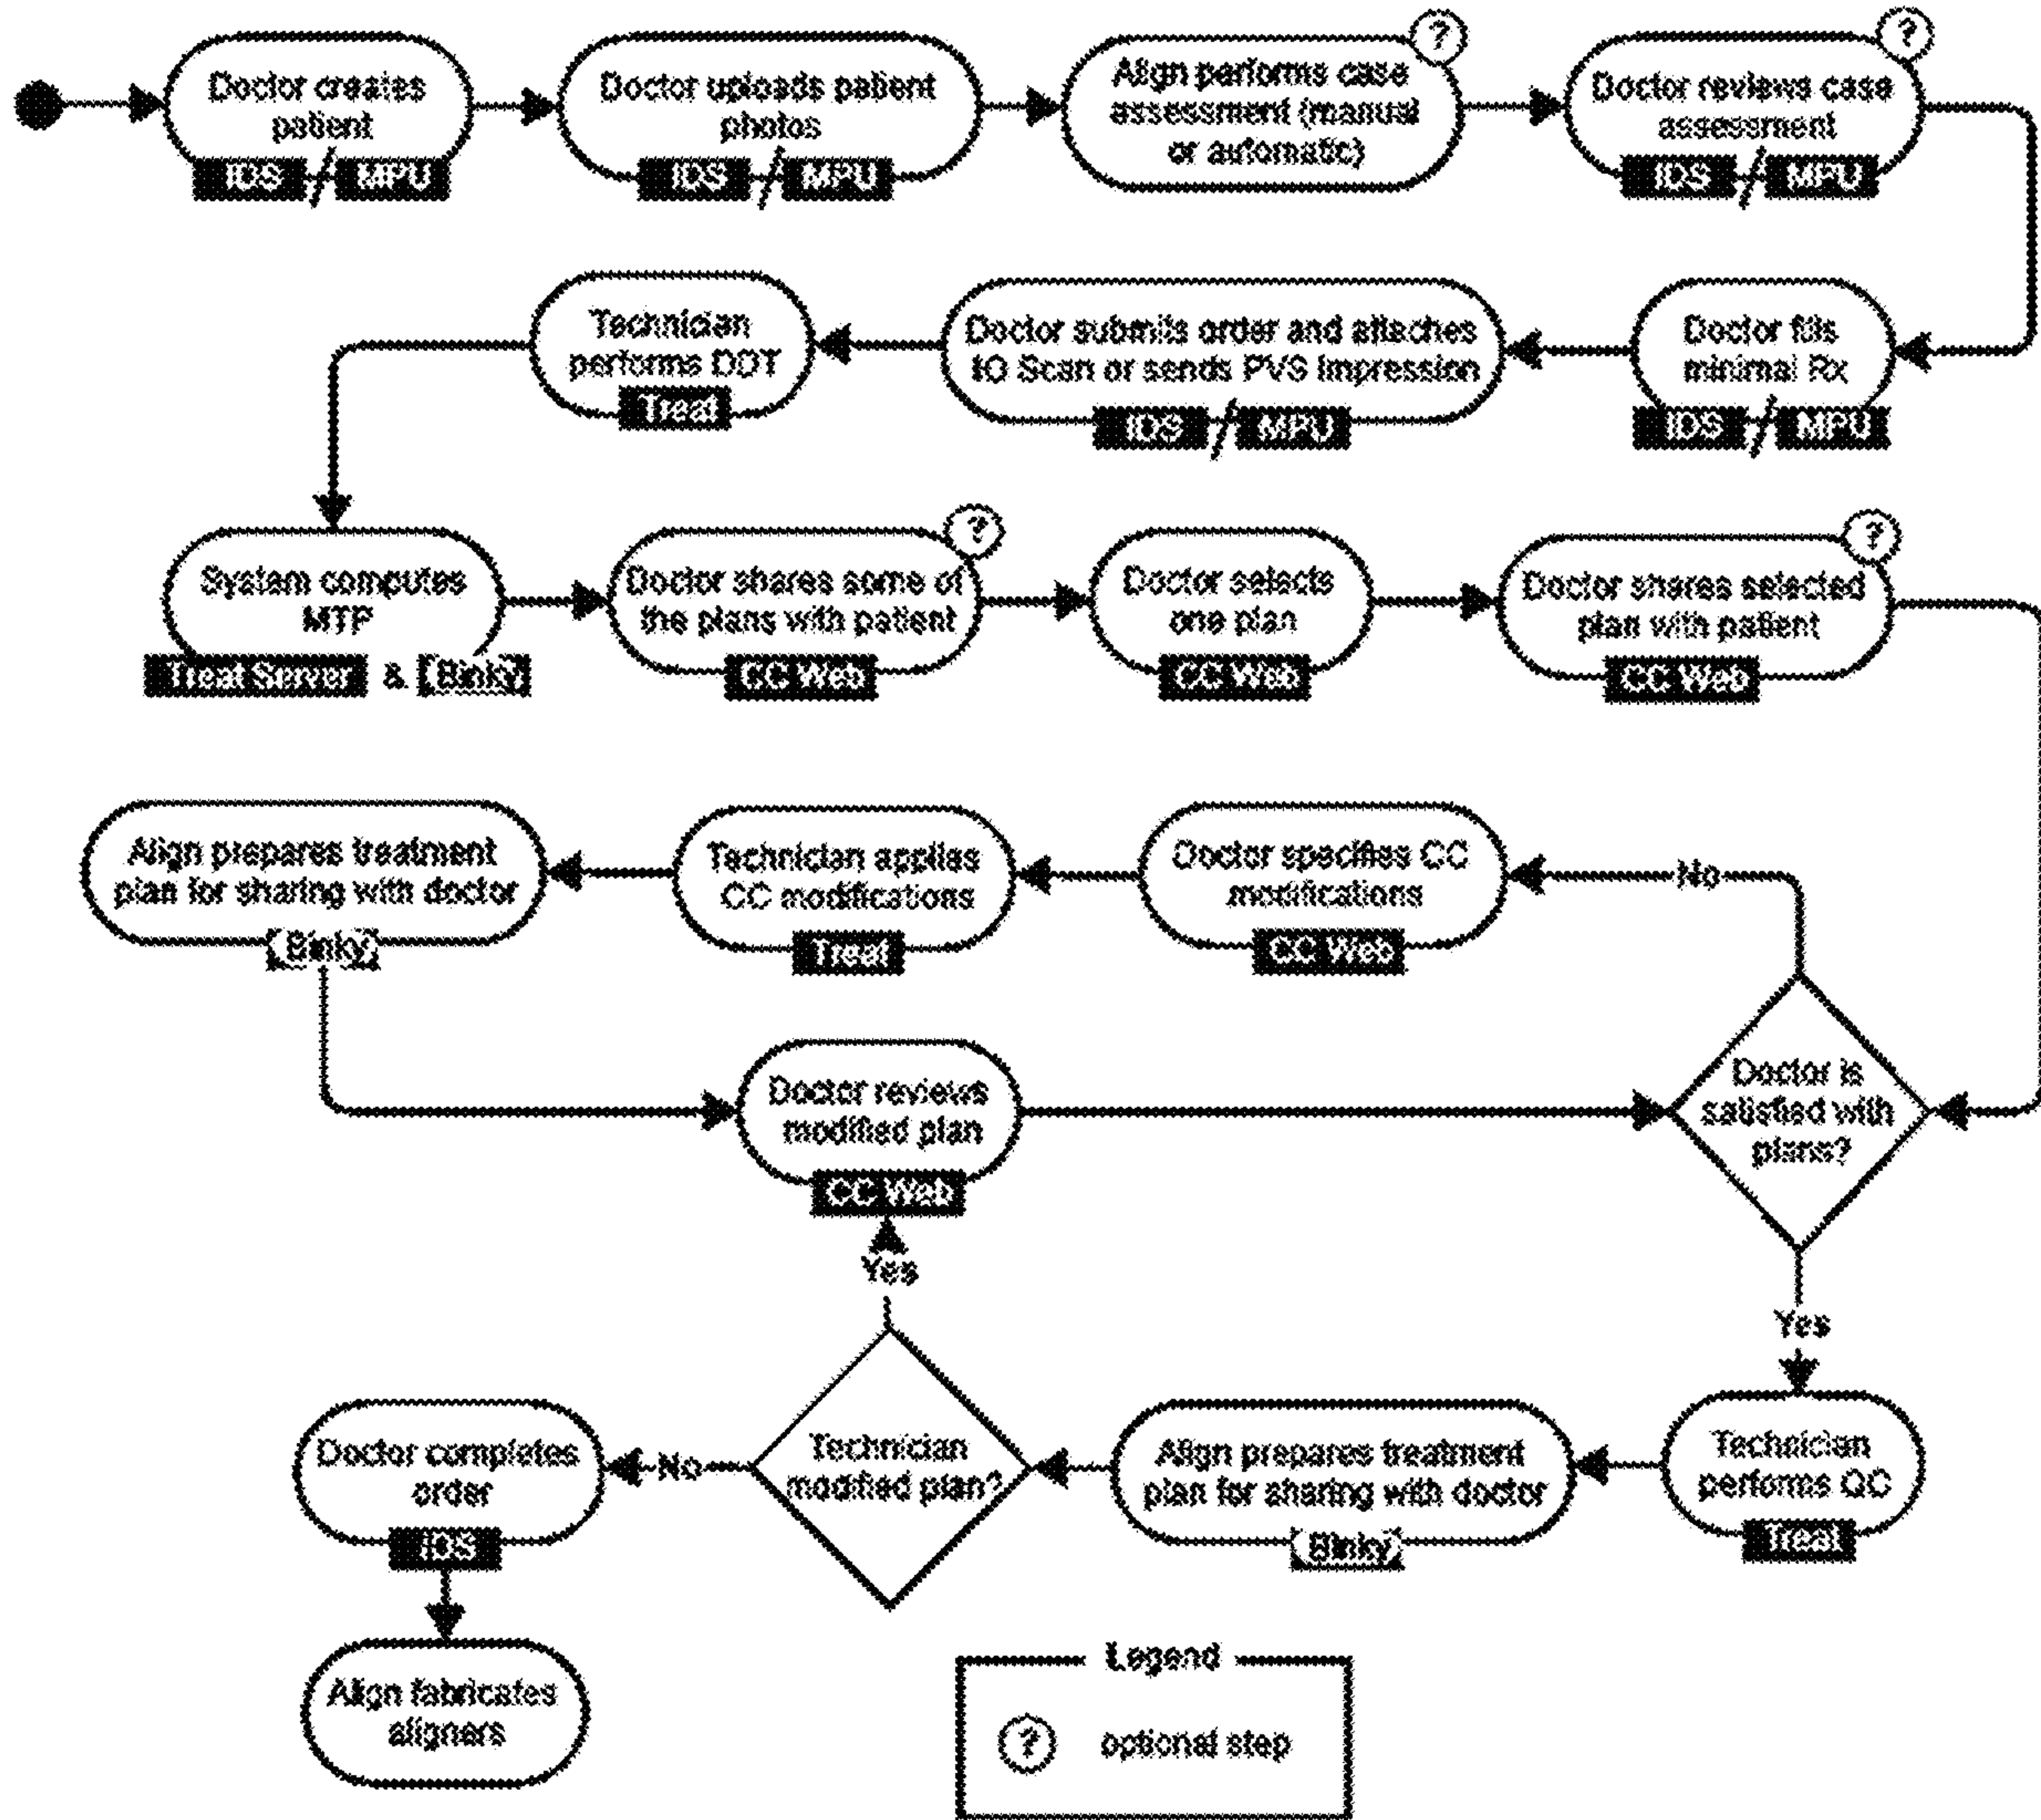 ?
?
Doctor creates
patient
IDS / MPU
Doctor uploads patient
photos
IDS / MPU
Align performs case
assessment (manual
or automatic)
Doctor reviews case
assessment
IDS / MPU
Technician
performs DDT
Treat
Doctor submits order and attaches
IO Scan or sends PVS Impression
IDS / MPU
Doctor fills
minimal Rx
IDS / MPU
?
?
System computes
MTP
Treat Server & Binky
Doctor shares some of
the plans with patient
CC Web
Doctor selects
one plan
CC Web
Doctor shares selected
plan with patient
CC Web
Align prepares treatment
plan for sharing with doctor
Binky
Technician applies
CC modifications
Treat
Doctor specifies CC
modifications
CC Web
No
Doctor reviews
modified plan
CC Web
Doctor is
satisfied with
plans?
Yes
Yes
Doctor completes
order
IDS
No
Technician
modified plan?
Align prepares treatment
plan for sharing with doctor
Binky
Technician
performs QC
Treat
Align fabricates
aligners
Legend
? optional step